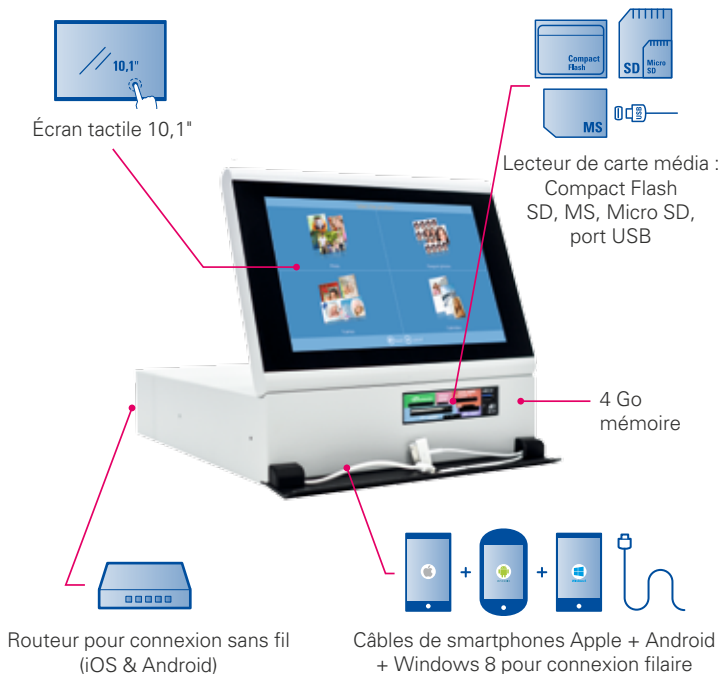 10,1"
Écran tactile 10,1"
Compact
Flash
SD
Micro
SD
MS
USB
Lecteur de carte média :
Compact Flash
SD, MS, Micro SD,
port USB
4 Go
mémoire
+
+
Routeur pour connexion sans fil
(iOS & Android)
Câbles de smartphones Apple + Android
+ Windows 8 pour connexion filaire